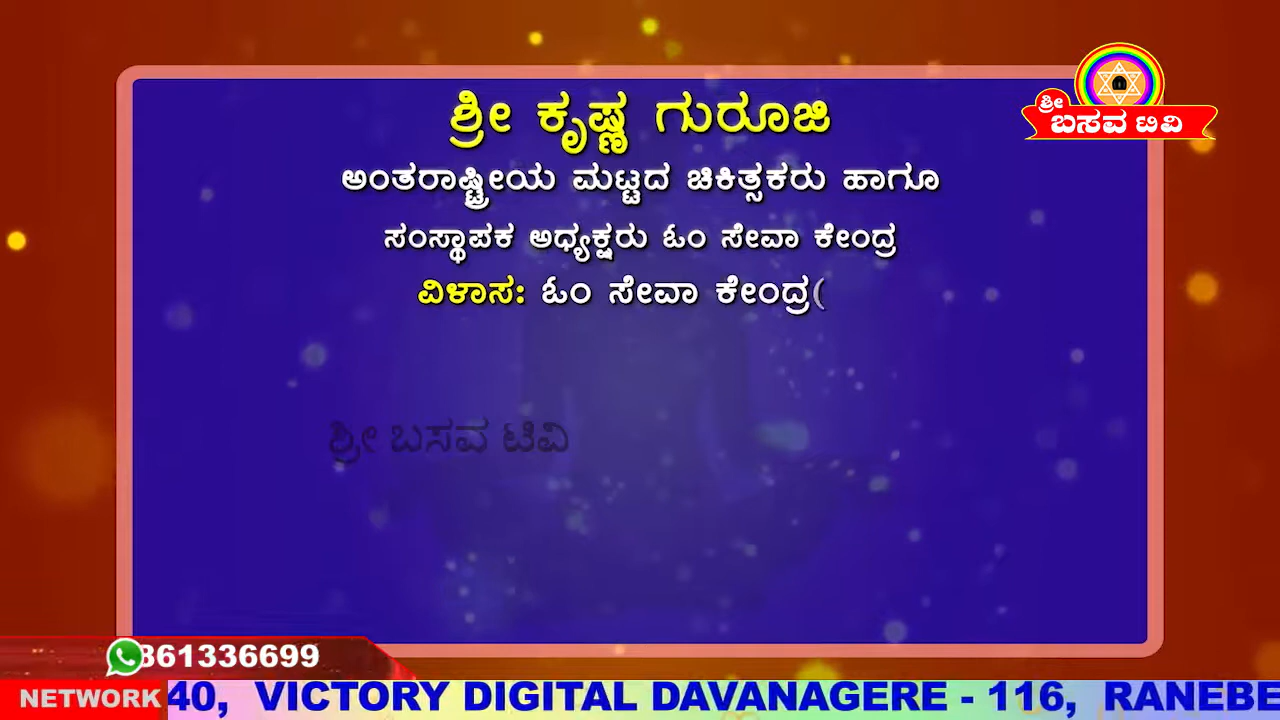 ಶ್ರೀ ಕೃಷ್ಣ ಗುರೂಜಿ
ಶ್ರೀ
ಬಸವ ಟಿವಿ
ಅಂತರಾಷ್ಟ್ರೀಯ ಮಟ್ಟದ ಚಿಕಿತ್ಸಕರು ಹಾಗೂ
ಸಂಸ್ಥಾಪಕ ಅಧ್ಯಕ್ಷರು ಓಂ ಸೇವಾ ಕೇಂದ್ರ
ವಿಳಾಸ: ಓಂ ಸೇವಾ ಕೇಂದ್ರ(
ಶ್ರೀ ಬಸವ ಟಿವಿ
861336699
NETWORK 40, VICTORY DIGITAL DAVANAGERE - 116, RANEBE